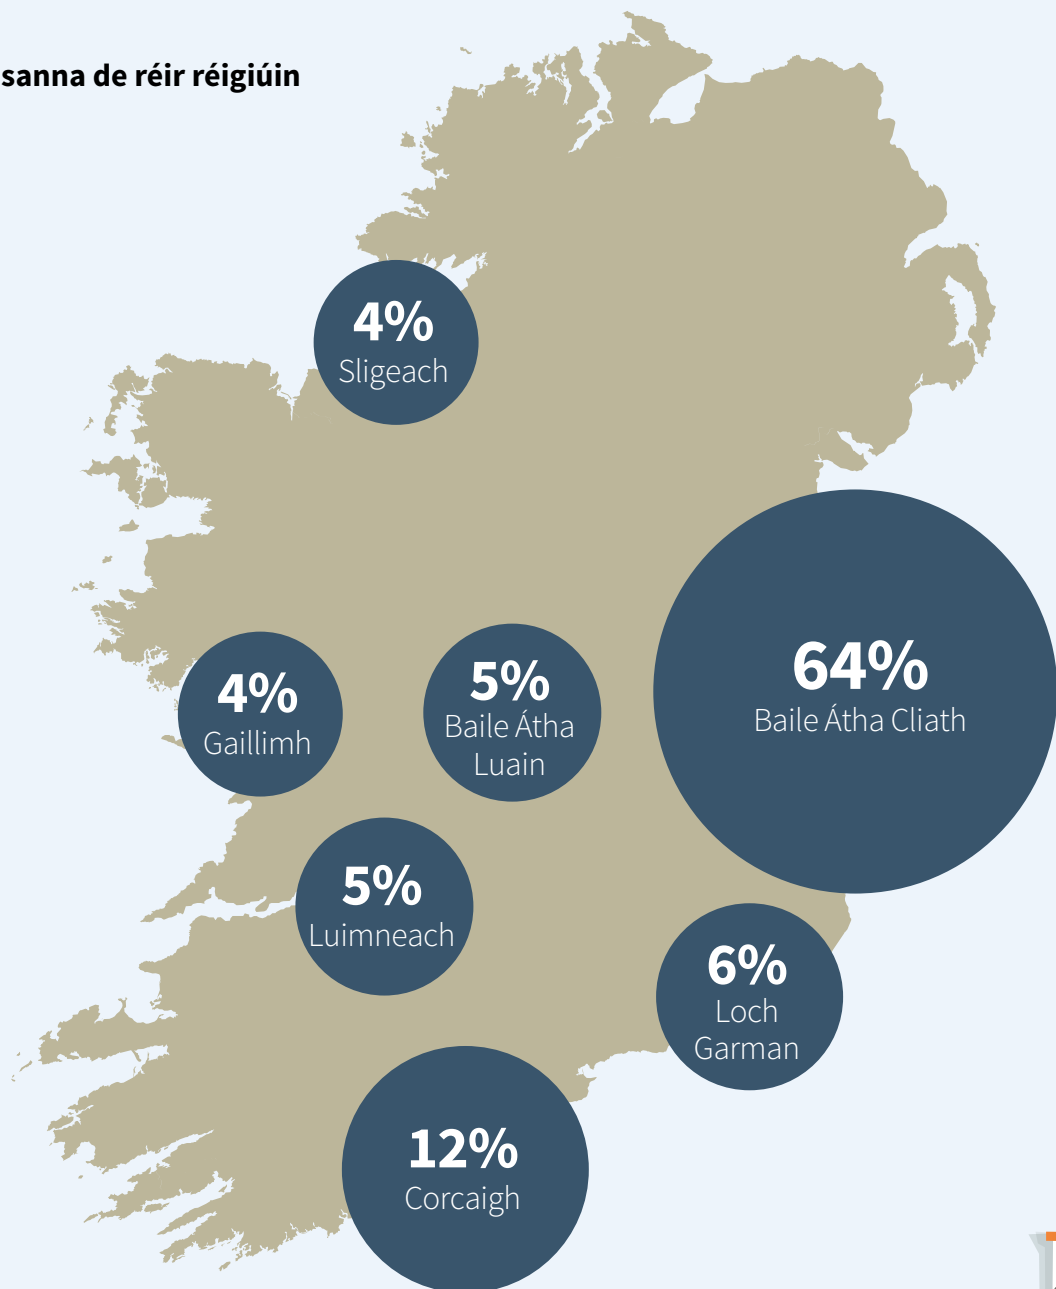 sanna de réir réigiúin
4%
Sligeach
64%
Baile Átha Cliath
4%
Gaillimh
5%
Baile Átha
Luain
5%
Luimneach
6%
Loch
Garman
12%
Corcaigh